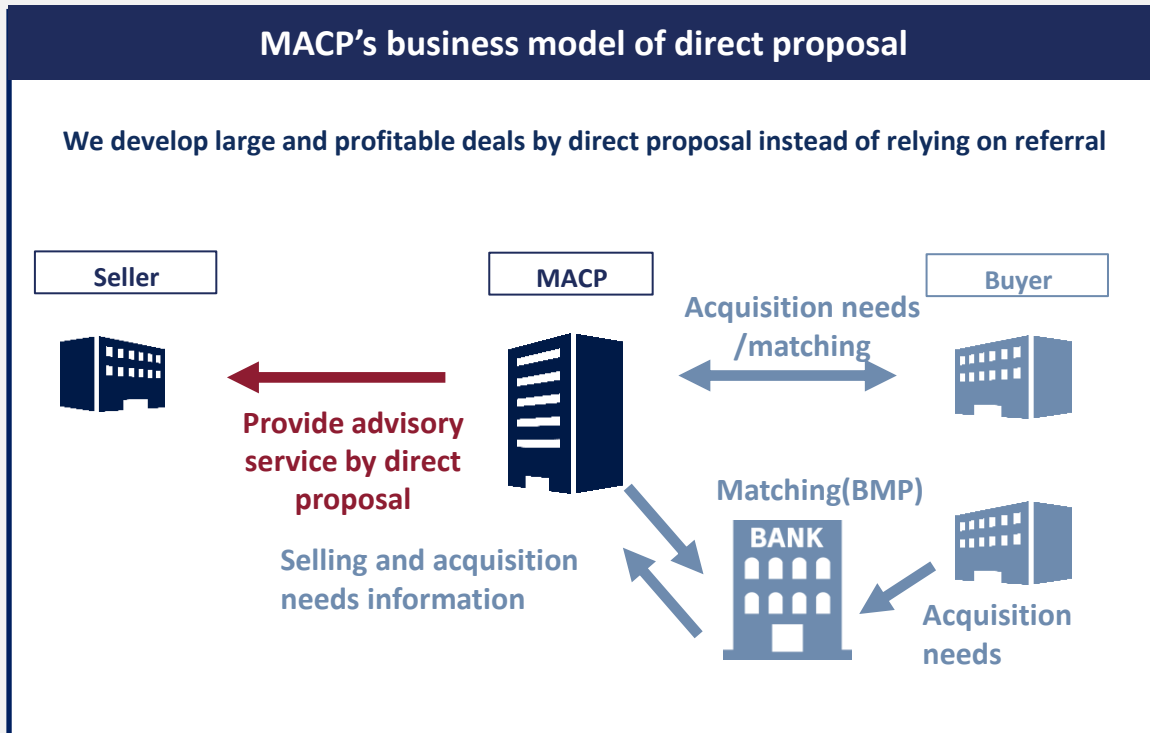 MACP’s business model of direct proposal
We develop large and profitable deals by direct proposal instead of relying on referral
Seller
MACP
Buyer
Acquisition needs
/matching
Provide advisory
service by direct
proposal
Matching(BMP)
BANK
Selling and acquisition
needs information
Acquisition
needs